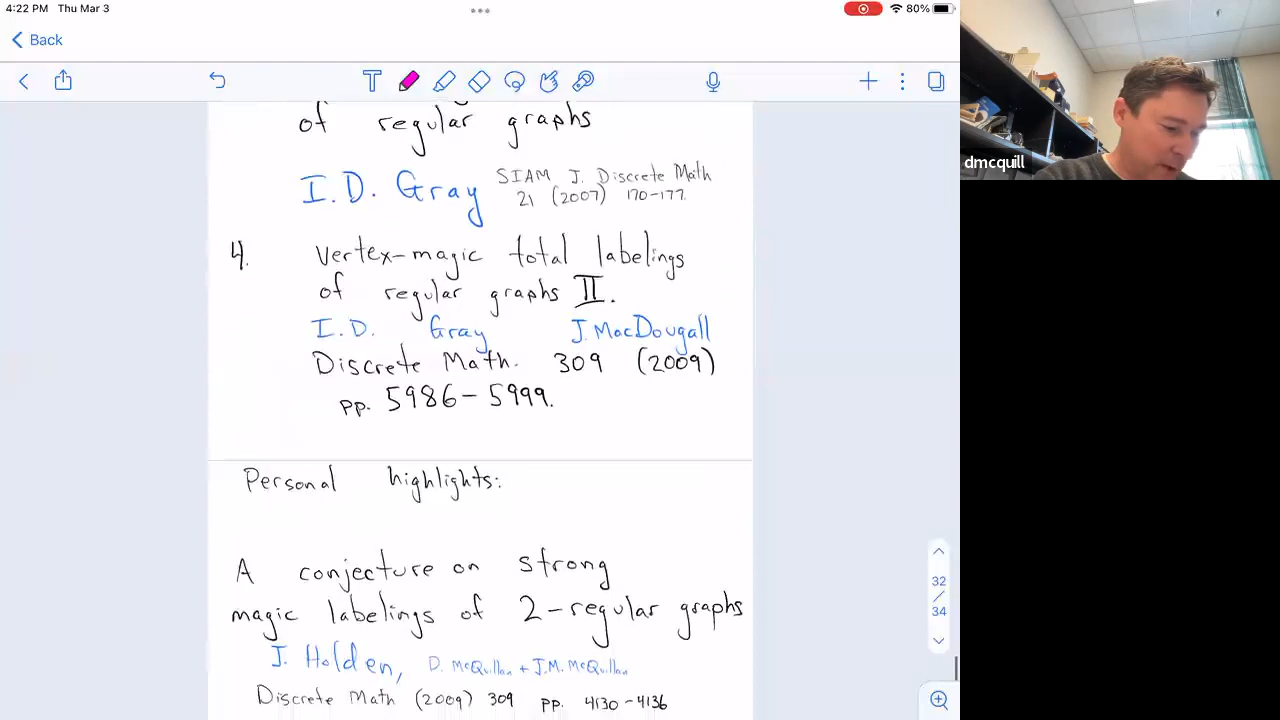 4:22 PM Thu Mar 3
80%
Back
dmcquill
of regular graphs
I.D. Gray SIAM J. Discrete Math
21 (2007) 170-177.
4. Vertex-magic total labelings
of regular graphs II.
I.D. Gray J. MacDougall
Discrete Math. 309 (2009)
pp. 5986-5999.
Personal highlights:
A conjecture on strong
magic labelings of 2-regular graphs
J. Holden, D. McQuillan + J.M. McQuillan
Discrete Math (2009) 309 pp. 4130-4136
32
/
34